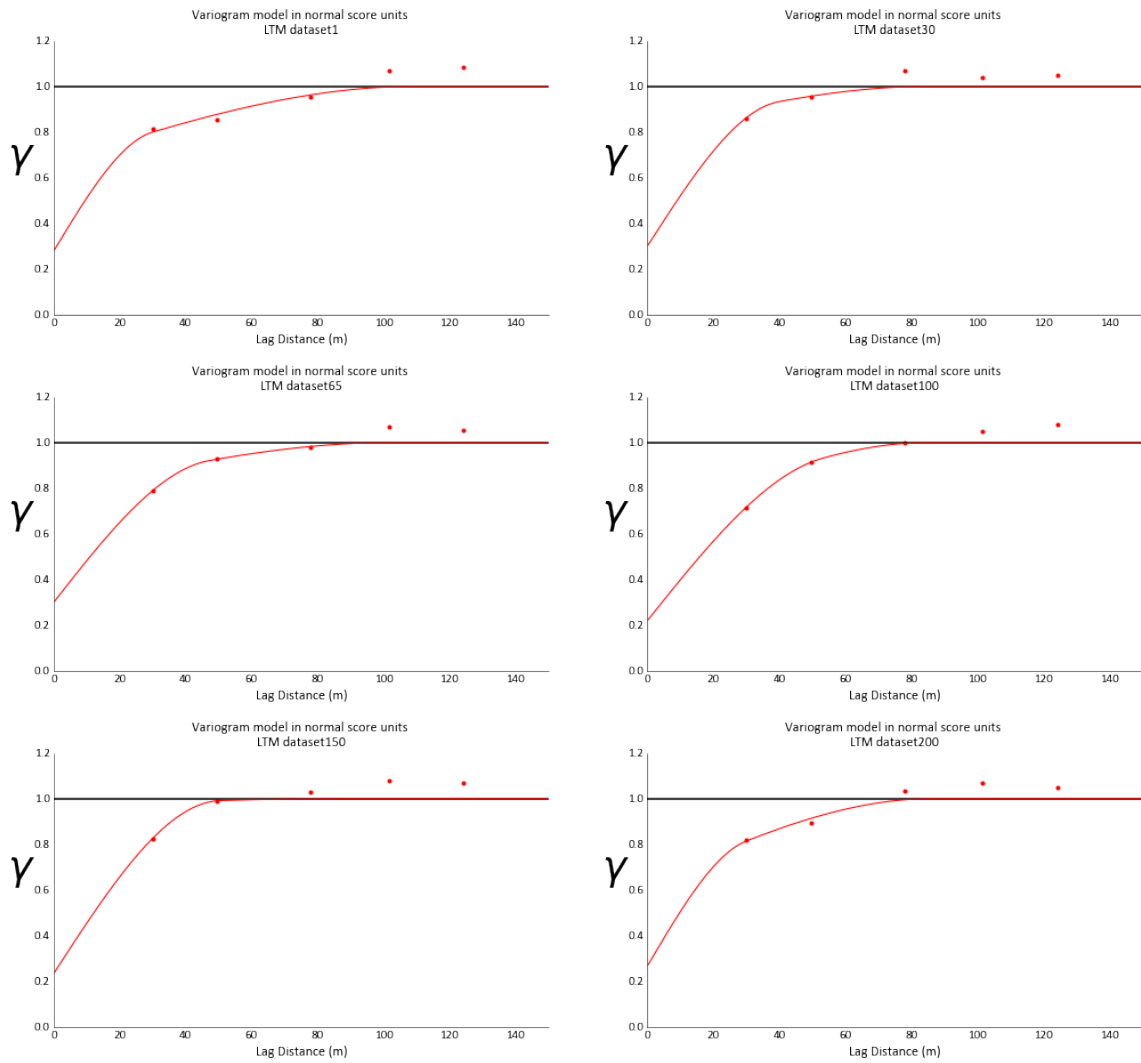 Variogram model in normal score units
LTM dataset1
1.2
1.0
0.8
0.6
0.4
0.2
0.0
γ
0 20 40 60 80 100 120 140
Lag Distance (m)
Variogram model in normal score units
LTM dataset30
1.2
1.0
0.8
0.6
0.4
0.2
0.0
γ
0 20 40 60 80 100 120 140
Lag Distance (m)
Variogram model in normal score units
LTM dataset65
1.2
1.0
0.8
0.6
0.4
0.2
0.0
γ
0 20 40 60 80 100 120 140
Lag Distance (m)
Variogram model in normal score units
LTM dataset100
1.2
1.0
0.8
0.6
0.4
0.2
0.0
γ
0 20 40 60 80 100 120 140
Lag Distance (m)
Variogram model in normal score units
LTM dataset150
1.2
1.0
0.8
0.6
0.4
0.2
0.0
γ
0 20 40 60 80 100 120 140
Lag Distance (m)
Variogram model in normal score units
LTM dataset200
1.2
1.0
0.8
0.6
0.4
0.2
0.0
γ
0 20 40 60 80 100 120 140
Lag Distance (m)